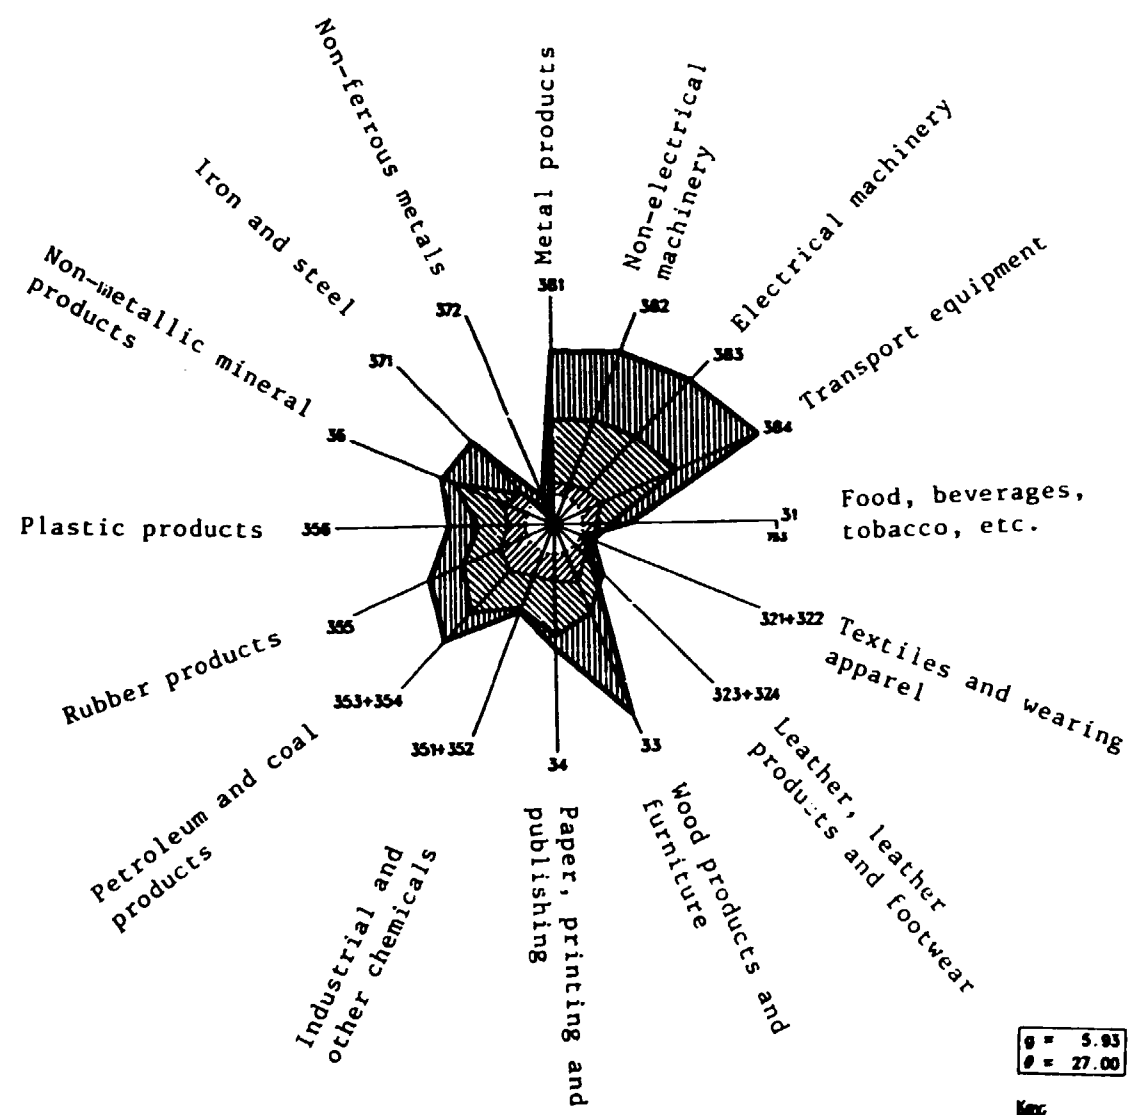 Metal products
381
Non-electrical
machinery
382
Electrical machinery
383
Transport equipment
384
Food, beverages,
tobacco, etc.
31
Textiles and wearing
apparel
321+322
Leather, leather
products and footwear
323+324
Wood products and
furniture
33
Paper, printing and
publishing
34
Industrial and
other chemicals
351+352
Petroleum and coal
products
353+354
Rubber products
355
Plastic products
356
Non-metallic mineral
products
36
Iron and steel
371
Non-ferrous metals
372
g = 5.93
θ = 27.00
Key: